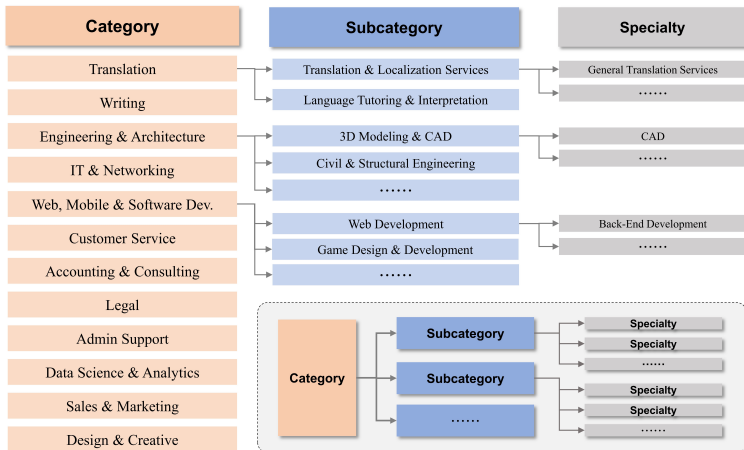 Category
Subcategory
Specialty
Translation
Writing
Engineering & Architecture
IT & Networking
Web, Mobile & Software Dev.
Customer Service
Accounting & Consulting
Legal
Admin Support
Data Science & Analytics
Sales & Marketing
Design & Creative
Translation & Localization Services
Language Tutoring & Interpretation
3D Modeling & CAD
Civil & Structural Engineering
······
Web Development
Game Design & Development
······
General Translation Services
······
CAD
······
Back-End Development
······
Category
Subcategory
Subcategory
······
Specialty
Specialty
······
Specialty
Specialty
······